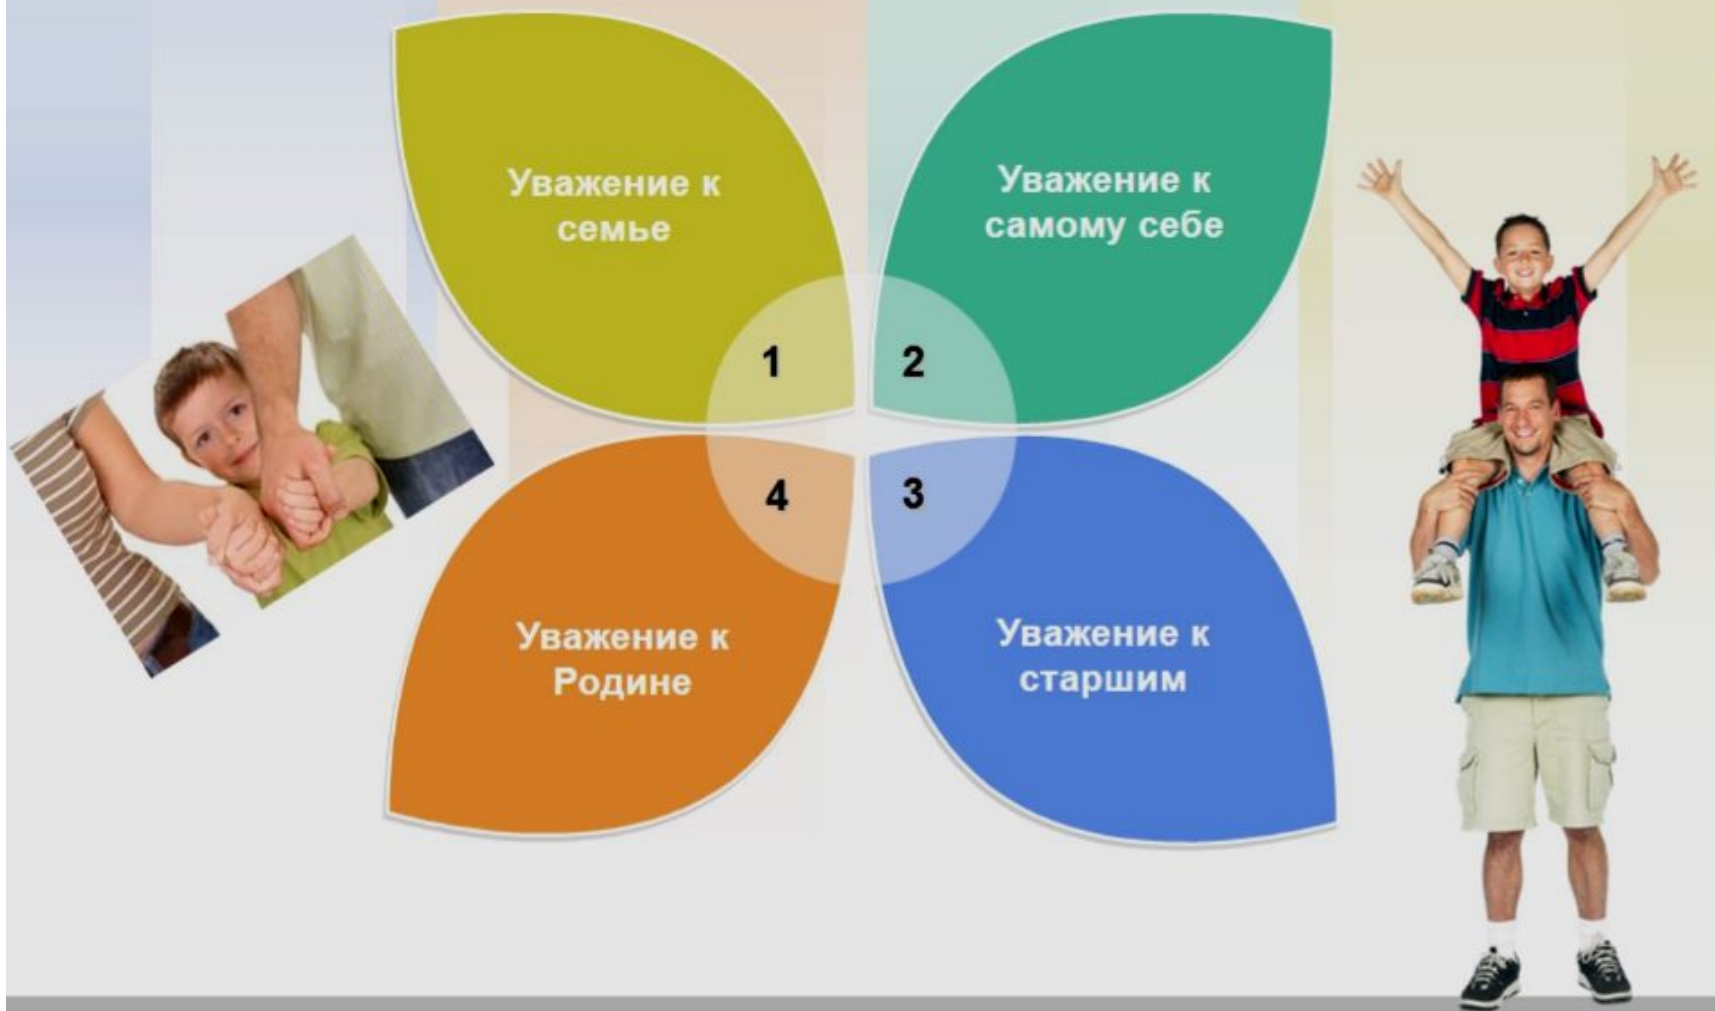 Уважение к
семье
1
Уважение к
самому себе
2
Уважение к
старшим
3
Уважение к
Родине
4